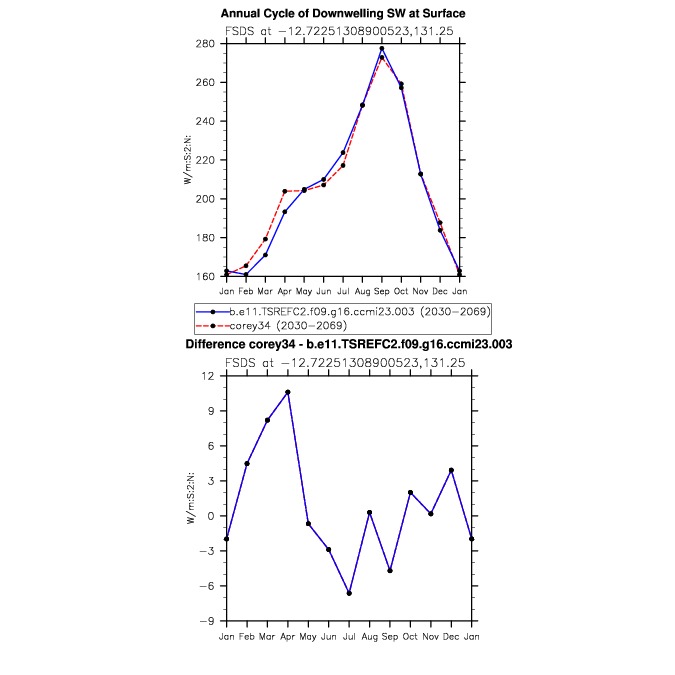 Annual Cycle of Downwelling SW at Surface
FSDS at −12.72251308900523,131.25
280
260
240
220
200
180
160
W/m:S:2:N:
Jan Feb Mar Apr May Jun Jul Aug Sep Oct Nov Dec Jan
b.e11.TSREFC2.f09.g16.ccmi23.003 (2030−2069)
corey34 (2030−2069)
Difference corey34 - b.e11.TSREFC2.f09.g16.ccmi23.003
FSDS at −12.72251308900523,131.25
12
9
6
3
0
−3
−6
−9
W/m:S:2:N:
Jan Feb Mar Apr May Jun Jul Aug Sep Oct Nov Dec Jan